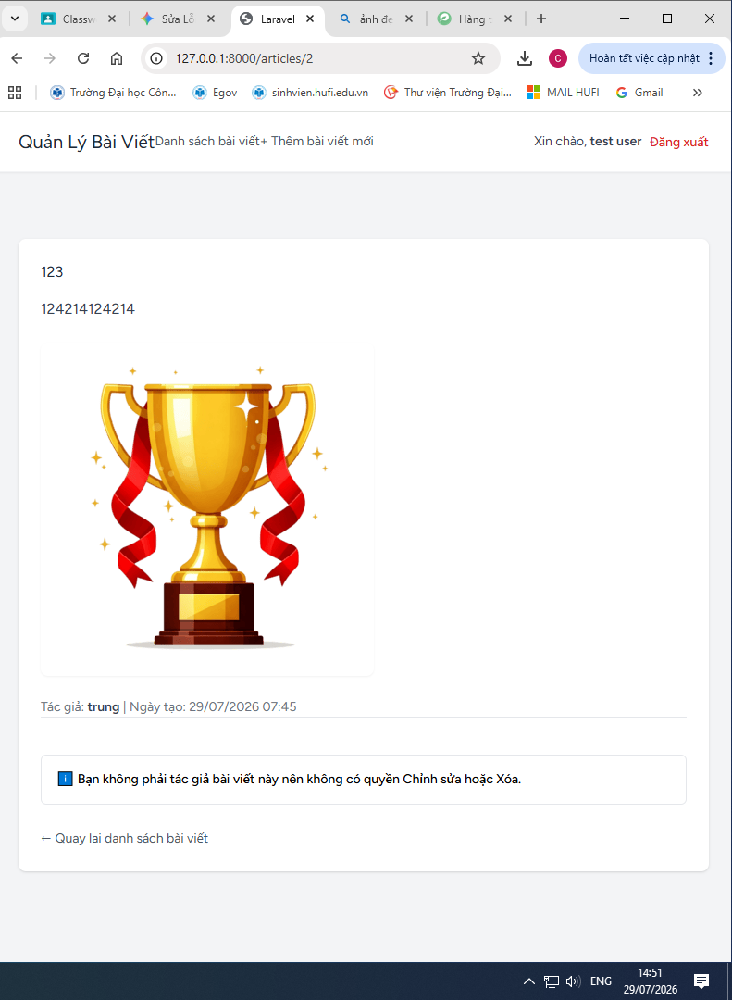 Classw
Sửa Lỗ
Laravel
ảnh đẹ
Hàng t
127.0.0.1:8000/articles/2
C
Hoàn tất việc cập nhật
Trường Đại học Côn...
Egov
sinhvien.hufi.edu.vn
Thư viện Trường Đại...
MAIL HUFI
Gmail
Quản Lý Bài Viết
Danh sách bài viết
+ Thêm bài viết mới
Xin chào, test user
Đăng xuất
123
124214124214
Tác giả: trung | Ngày tạo: 29/07/2026 07:45
Bạn không phải tác giả bài viết này nên không có quyền Chỉnh sửa hoặc Xóa.
← Quay lại danh sách bài viết
ENG
14:51
29/07/2026